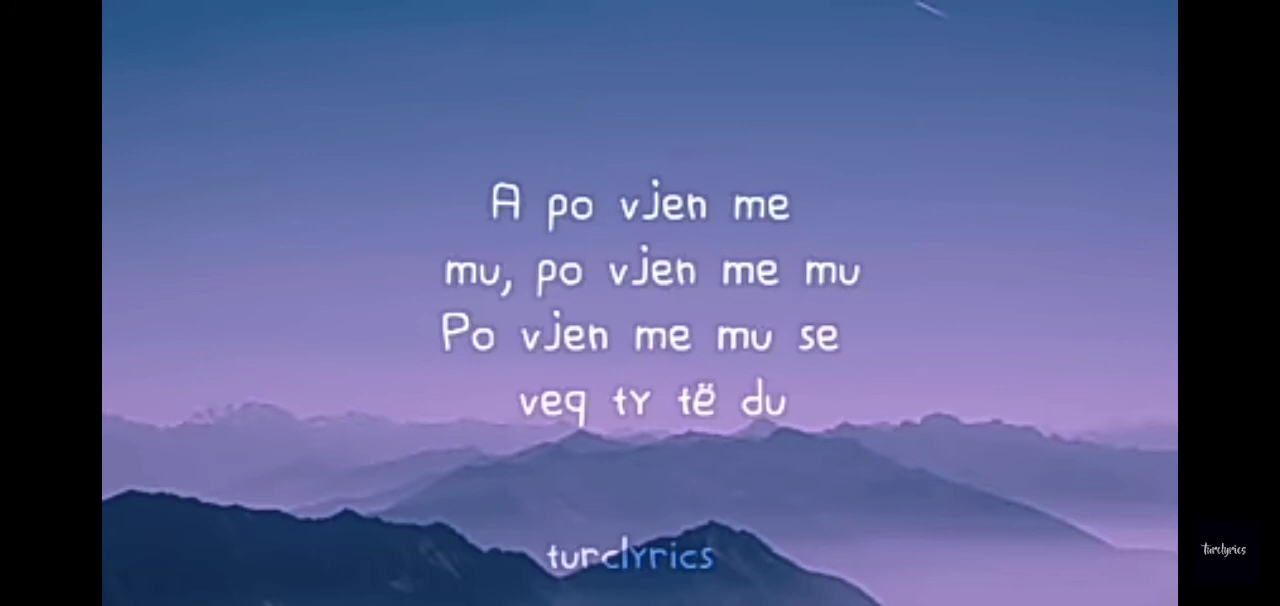 A po vjen me
mu, po vjen me mu
Po vjen me mu se
veq ty të du
turclyrics
turclyrics